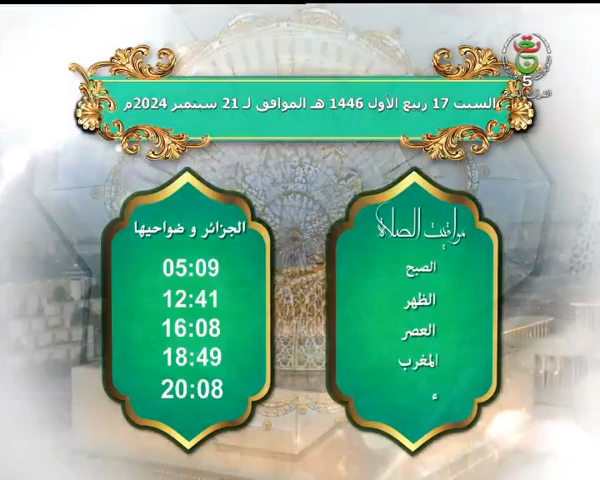 السبت 17 ربيع الأول 1446 هـ الموافق لـ 21 سبتمبر 2024م
5
مواقيت الصلاة
الجزائر و ضواحيها
الصبح 05:09
الظهر 12:41
العصر 16:08
المغرب 18:49
ء 20:08